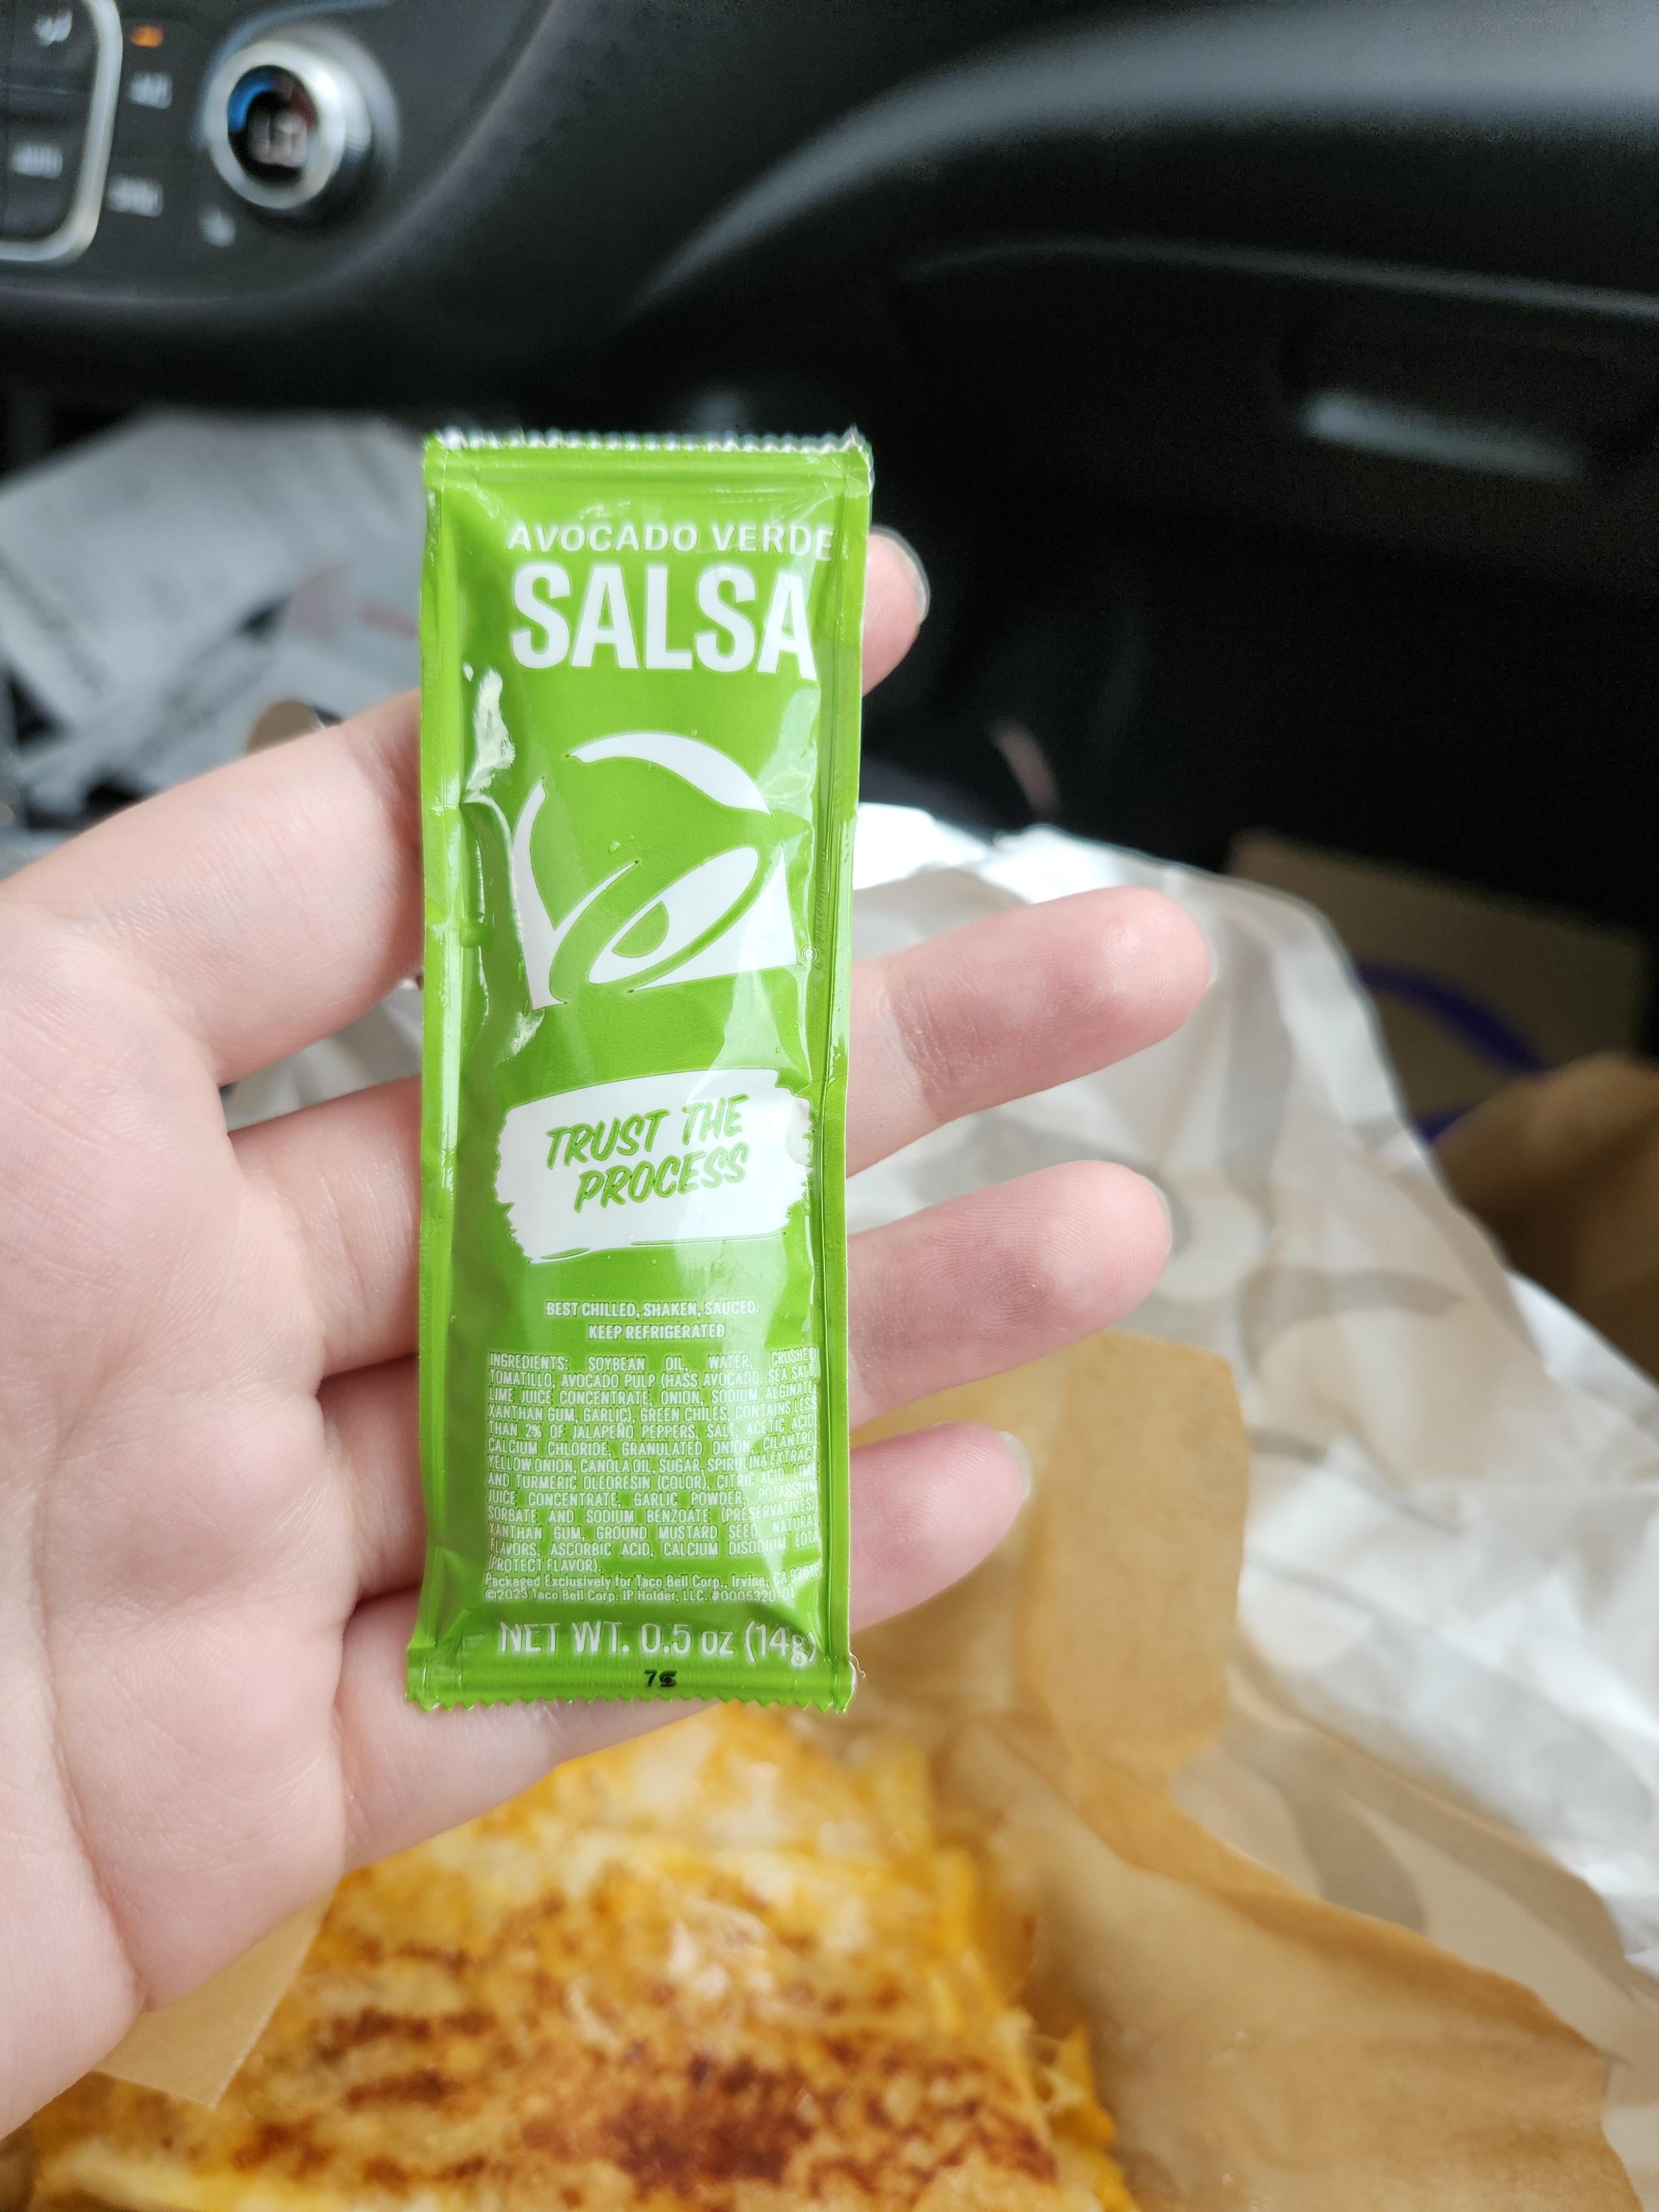 AVOCADO VERDE
SALSA
®
TRUST THE
PROCESS
BEST CHILLED, SHAKEN, SAUCED.
KEEP REFRIGERATED
INGREDIENTS: SOYBEAN OIL, WATER, CRUSHED
TOMATILLO, AVOCADO PULP (HASS AVOCADO, SEA SALT,
LIME JUICE CONCENTRATE, ONION, SODIUM ALGINATE,
XANTHAN GUM, GARLIC), GREEN CHILES, CONTAINS LESS
THAN 2% OF JALAPEÑO PEPPERS, SALT, ACETIC ACID,
CALCIUM CHLORIDE, GRANULATED ONION, CILANTRO,
YELLOW ONION, CANOLA OIL, SUGAR, SPIRULINA EXTRACT
AND TURMERIC OLEORESIN (COLOR), CITRIC ACID, LIME
JUICE CONCENTRATE, GARLIC POWDER, POTASSIUM
SORBATE AND SODIUM BENZOATE (PRESERVATIVES),
XANTHAN GUM, GROUND MUSTARD SEED, NATURAL
FLAVORS, ASCORBIC ACID, CALCIUM DISODIUM EDTA
(PROTECT FLAVOR).
Packaged Exclusively for Taco Bell Corp., Irvine, CA 92618
©2023 Taco Bell Corp. IP Holder, LLC. #0005320-01
NET WT. 0.5 oz (14g)